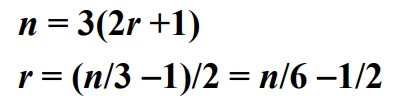 n = 3(2r +1)
r = (n/3 –1)/2 = n/6 –1/2